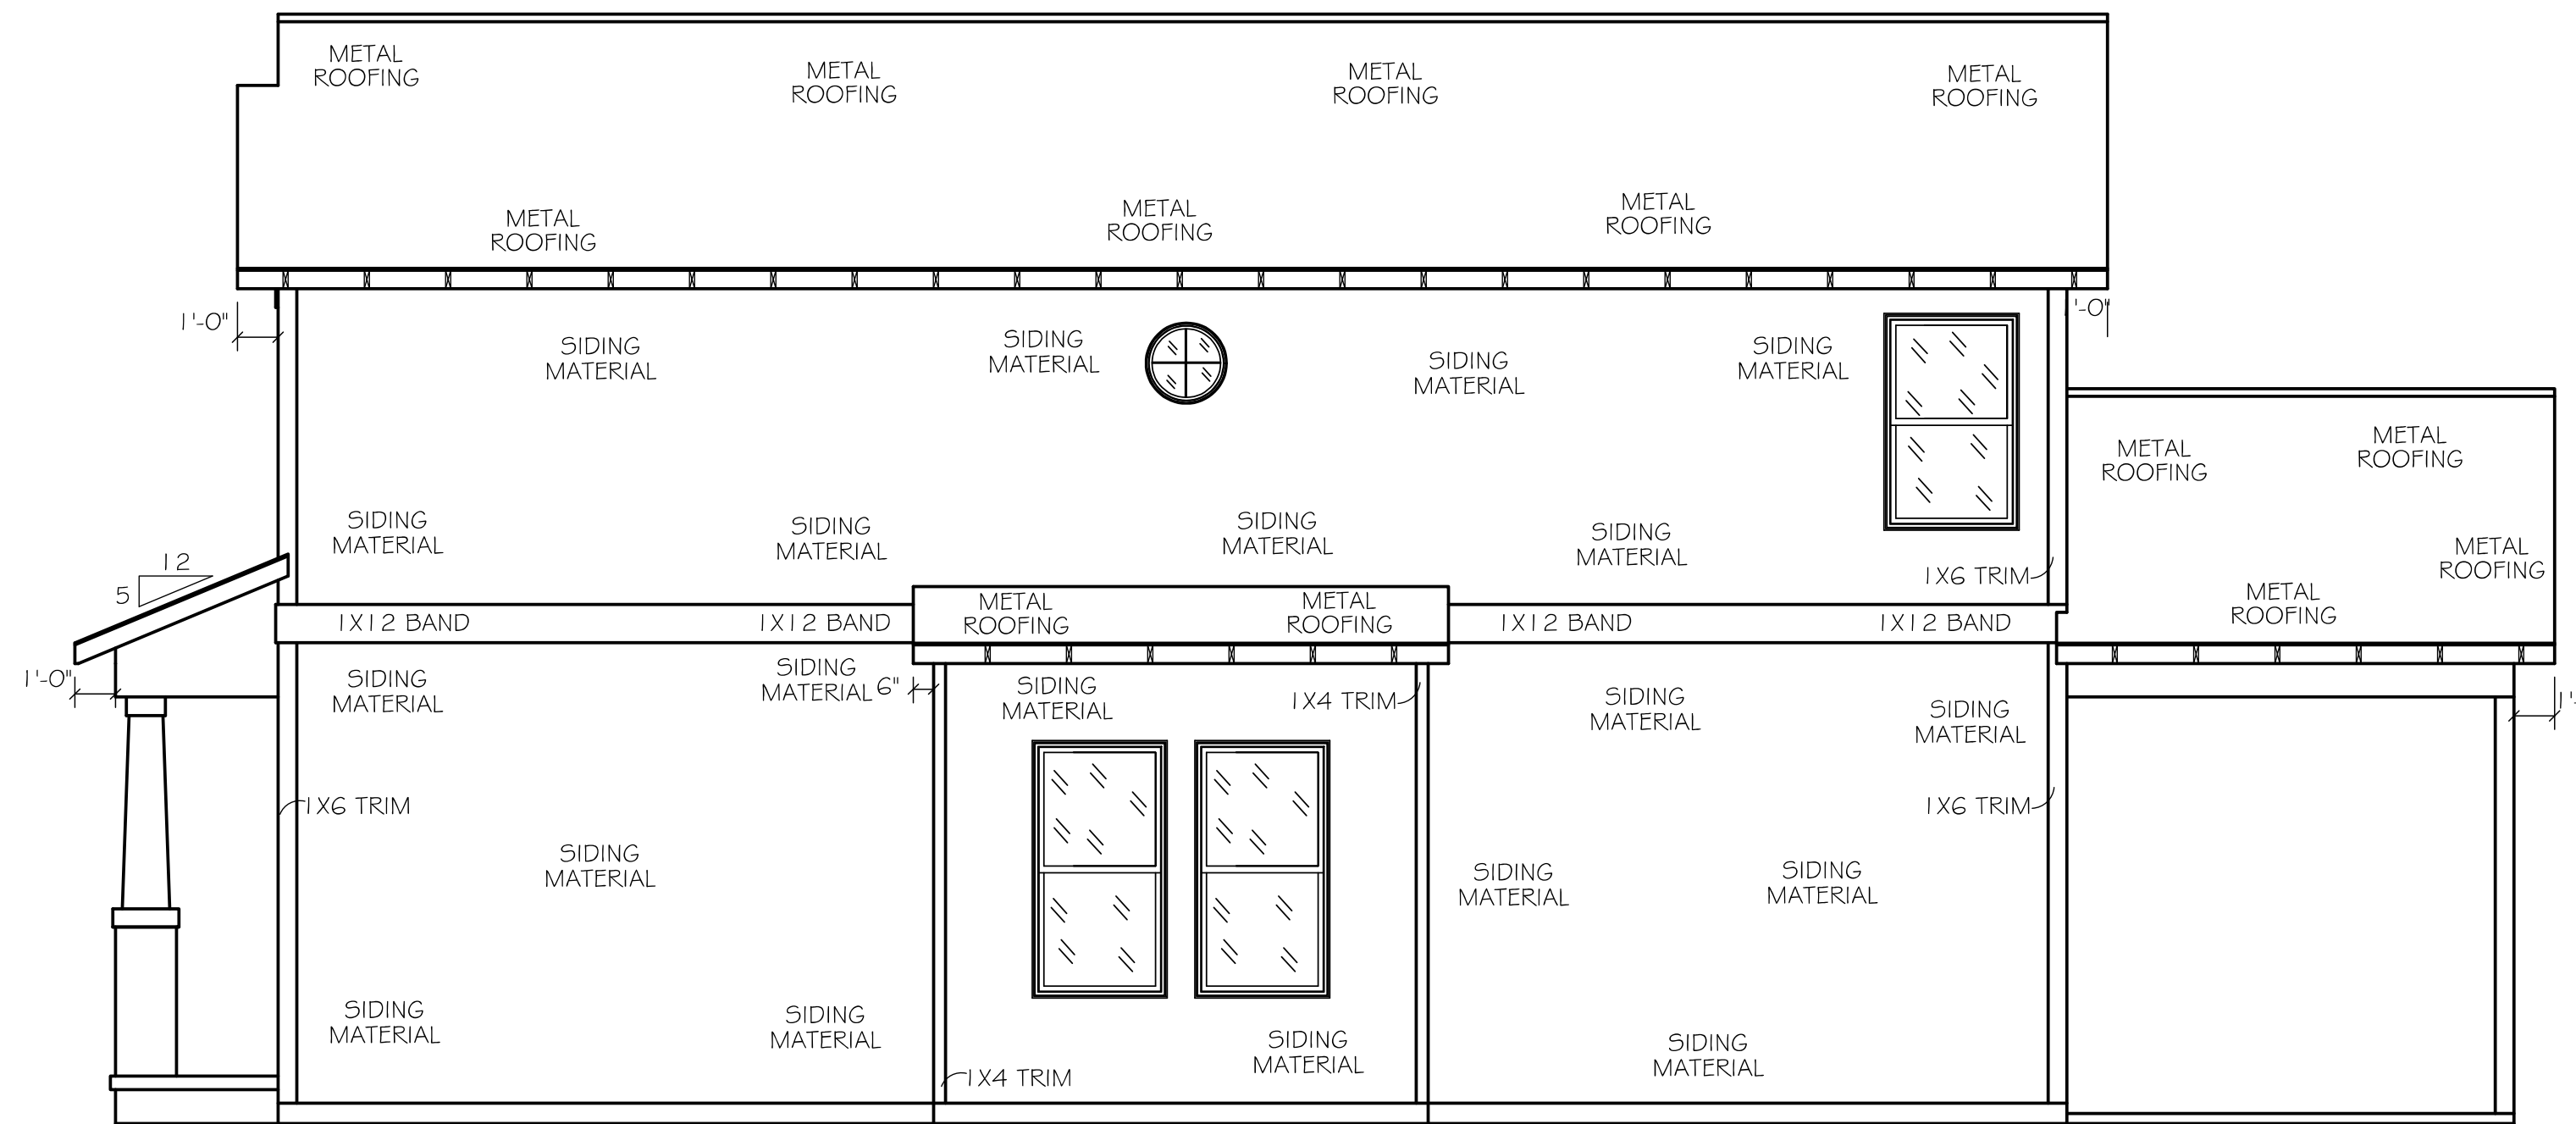 METAL
ROOFING
METAL
ROOFING
METAL
ROOFING
METAL
ROOFING
METAL
ROOFING
METAL
ROOFING
METAL
ROOFING
1'-0"
SIDING
MATERIAL
SIDING
MATERIAL
SIDING
MATERIAL
SIDING
MATERIAL
'-0"
METAL
ROOFING
METAL
ROOFING
SIDING
MATERIAL
SIDING
MATERIAL
SIDING
MATERIAL
SIDING
MATERIAL
METAL
ROOFING
12
5
1X6 TRIM
METAL
ROOFING
1X12 BAND
1X12 BAND
METAL
ROOFING
METAL
ROOFING
1X12 BAND
1X12 BAND
1'-0"
SIDING
MATERIAL
SIDING
MATERIAL
6"
SIDING
MATERIAL
1X4 TRIM
SIDING
MATERIAL
SIDING
MATERIAL
1'-
1X6 TRIM
1X6 TRIM
SIDING
MATERIAL
SIDING
MATERIAL
SIDING
MATERIAL
SIDING
MATERIAL
SIDING
MATERIAL
SIDING
MATERIAL
SIDING
MATERIAL
1X4 TRIM